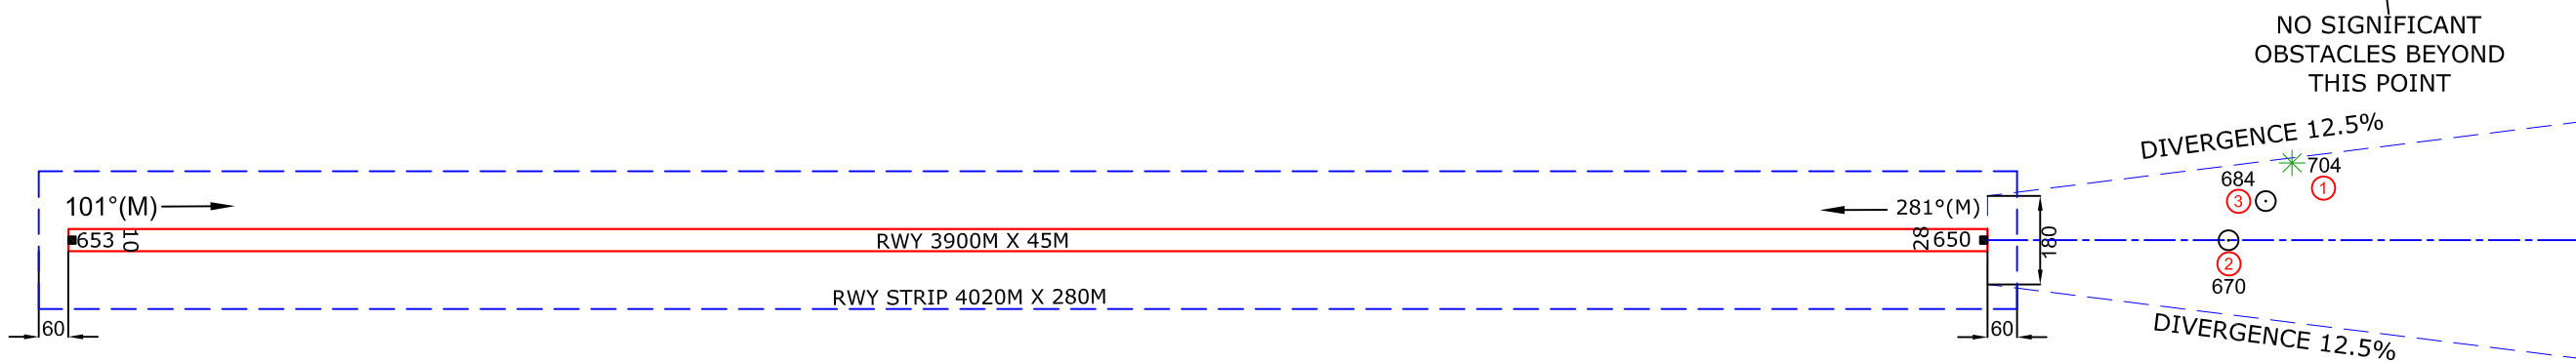 NO SIGNIFICANT
OBSTACLES BEYOND
THIS POINT
DIVERGENCE 12.5%
704
1
684
3
101°(M)
281°(M)
653
10
RWY 3900M X 45M
28
650
180
2
670
RWY STRIP 4020M X 280M
DIVERGENCE 12.5%
60
60